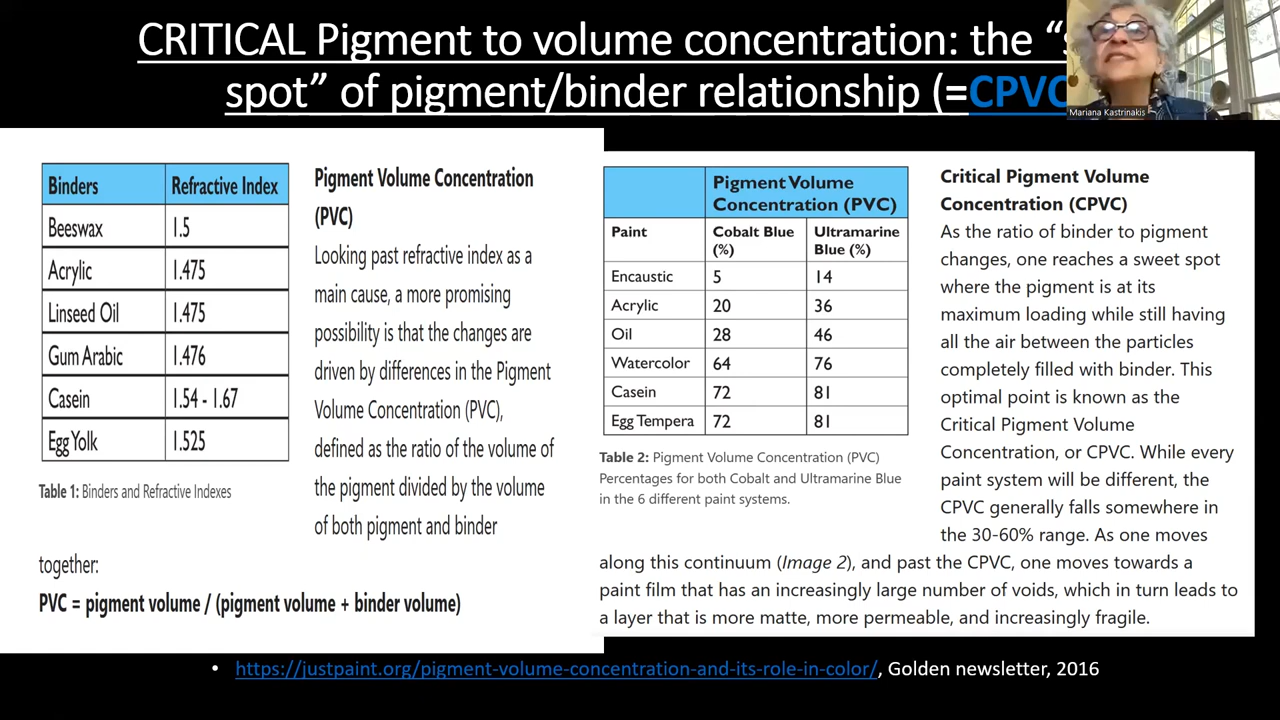 CRITICAL Pigment to volume concentration: the “
spot” of pigment/binder relationship (=CPVC
Mariana Kastrinakis
Binders Refractive Index
Beeswax 1.5
Acrylic 1.475
Linseed Oil 1.475
Gum Arabic 1.476
Casein 1.54 - 1.67
Egg Yolk 1.525
Table 1: Binders and Refractive Indexes
Pigment Volume Concentration
(PVC)
Looking past refractive index as a
main cause, a more promising
possibility is that the changes are
driven by differences in the Pigment
Volume Concentration (PVC),
defined as the ratio of the volume of
the pigment divided by the volume
of both pigment and binder
together:
PVC = pigment volume / (pigment volume + binder volume)
Pigment Volume
Concentration (PVC)
Paint Cobalt Blue (%) Ultramarine Blue (%)
Encaustic 5 14
Acrylic 20 36
Oil 28 46
Watercolor 64 76
Casein 72 81
Egg Tempera 72 81
Table 2: Pigment Volume Concentration (PVC)
Percentages for both Cobalt and Ultramarine Blue
in the 6 different paint systems.
Critical Pigment Volume
Concentration (CPVC)
As the ratio of binder to pigment
changes, one reaches a sweet spot
where the pigment is at its
maximum loading while still having
all the air between the particles
completely filled with binder. This
optimal point is known as the
Critical Pigment Volume
Concentration, or CPVC. While every
paint system will be different, the
CPVC generally falls somewhere in
the 30-60% range. As one moves
along this continuum (Image 2), and past the CPVC, one moves towards a
paint film that has an increasingly large number of voids, which in turn leads to
a layer that is more matte, more permeable, and increasingly fragile.
• https://justpaint.org/pigment-volume-concentration-and-its-role-in-color/, Golden newsletter, 2016